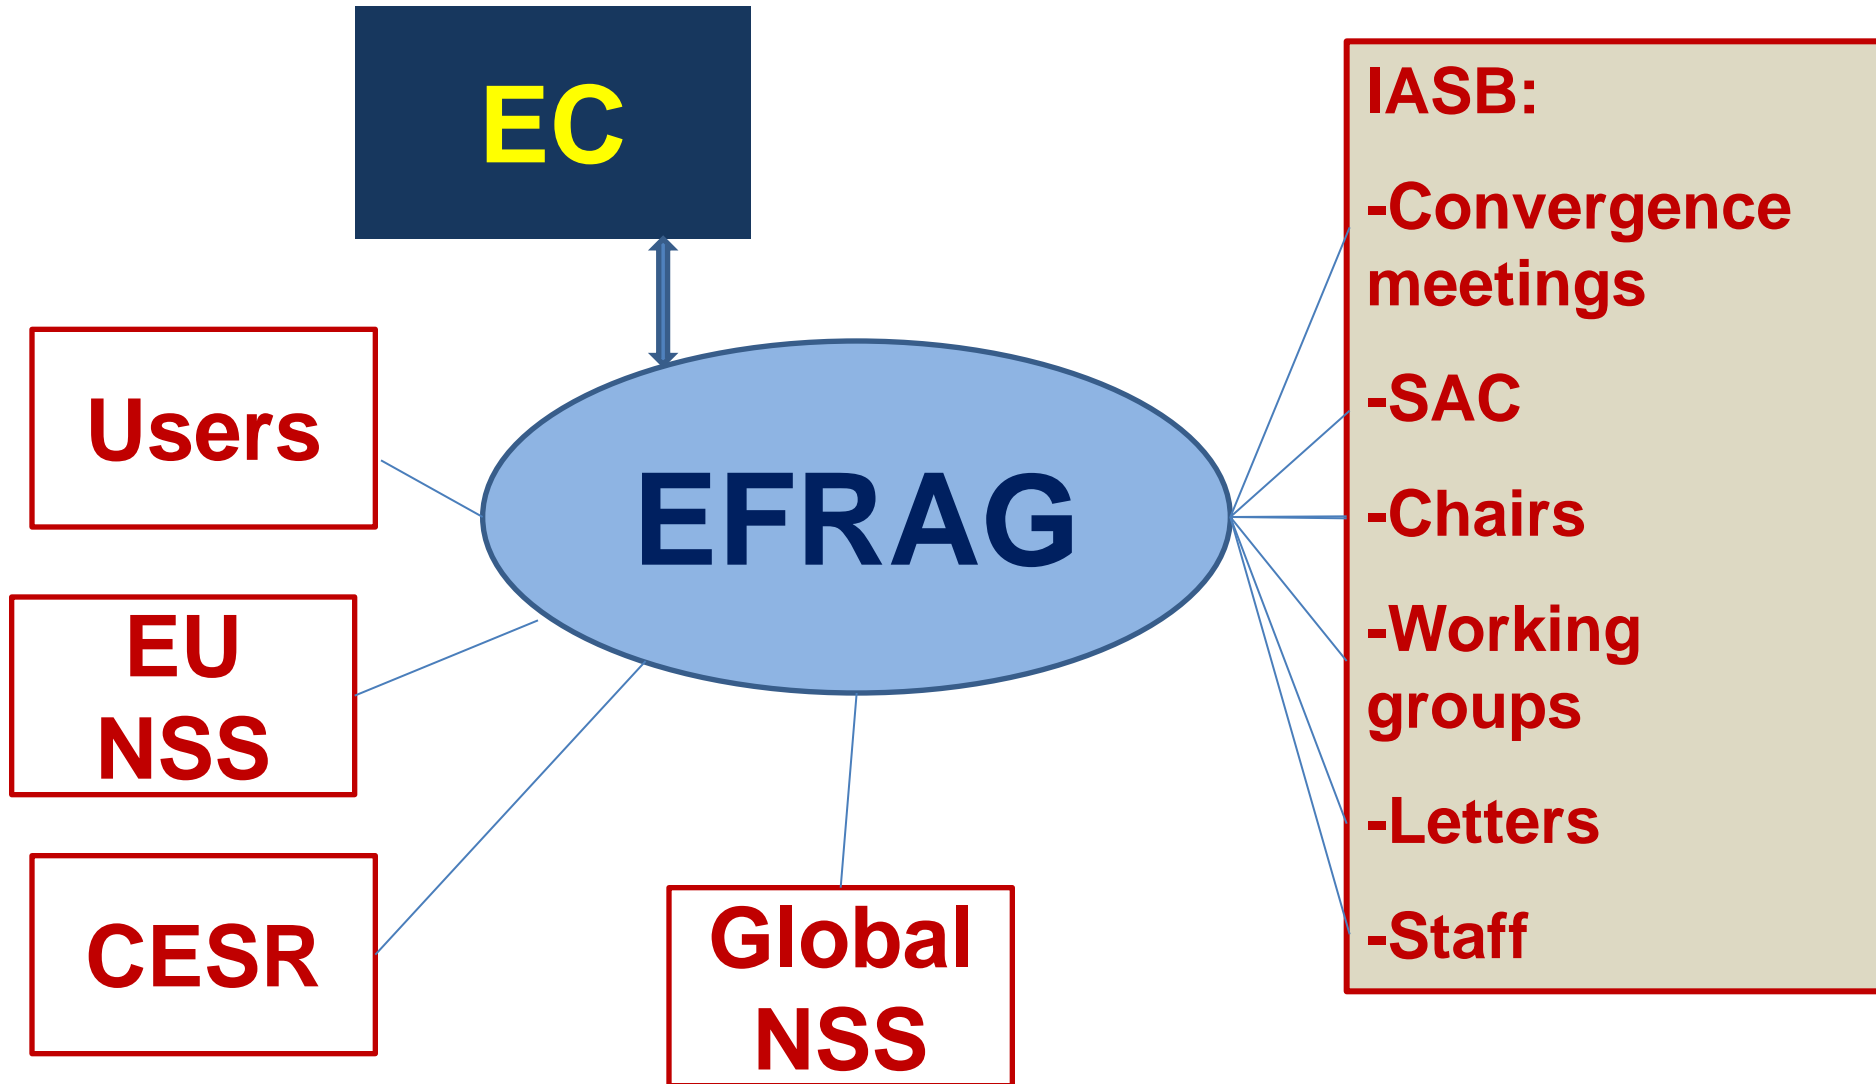 EC
IASB:
-Convergence
meetings
-SAC
-Chairs
-Working
groups
-Letters
-Staff
Users
EFRAG
EU
NSS
CESR
Global
NSS